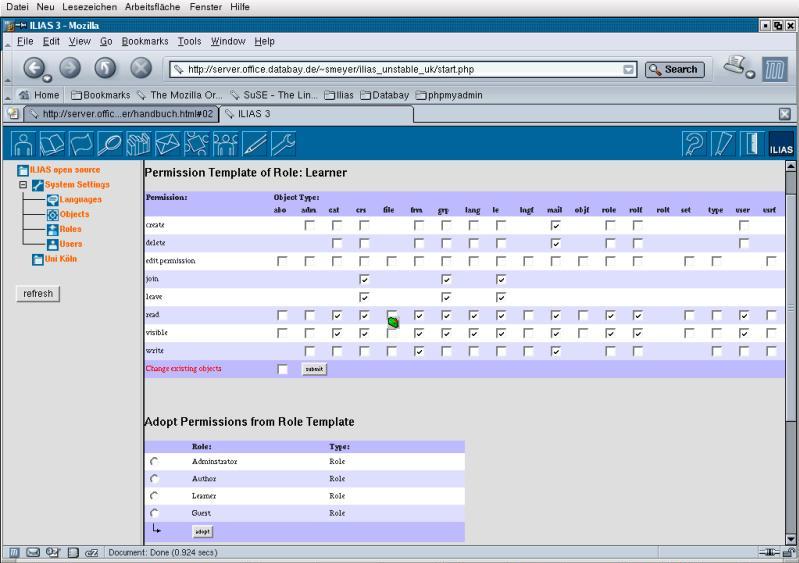 Datei Neu Lesezeichen Arbeitsfläche Fenster Hilfe
ILIAS 3 - Mozilla
File Edit View Go Bookmarks Tools Window Help
http://server.office.databay.de/~smeyer/ilias_unstable_uk/start.php Search
Home Bookmarks The Mozilla Or... SuSE - The Lin... Ilias Databay phpmyadmin
http://server.offic...er/handbuch.html#02 ILIAS 3
ILIAS
ILIAS open source
System Settings
Languages
Objects
Roles
Users
Uni Köln
refresh
Permission Template of Role: Learner
Permission: Object Type:
abo adm cat crs file frm grp lang le lngf mail objf role rolf rolt set type user usrf
create
delete
edit permission
join
leave
read
visible
write
Change existing objects submit
Adopt Permissions from Role Template
Role: Type:
Adminstrator Role
Author Role
Learner Role
Guest Role
adopt
Document: Done (0.924 secs)